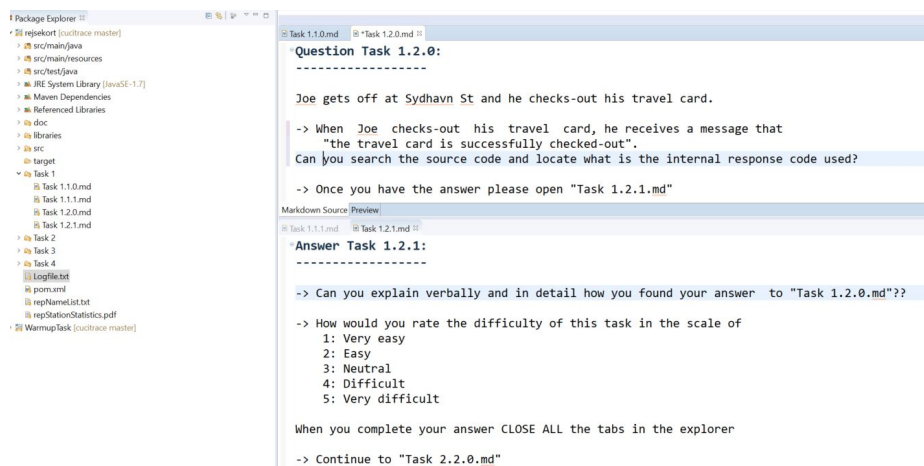 Package Explorer
rejsekort [cucitrace master]
src/main/java
src/main/resources
src/test/java
JRE System Library [JavaSE-1.7]
Maven Dependencies
Referenced Libraries
doc
libraries
src
target
Task 1
Task 1.1.0.md
Task 1.1.1.md
Task 1.2.0.md
Task 1.2.1.md
Task 2
Task 3
Task 4
Logfile.txt
pom.xml
repNameList.txt
repStationStatistics.pdf
WarmupTask [cucitrace master]
Task 1.1.0.md *Task 1.2.0.md
Question Task 1.2.0:
------------------
Joe gets off at Sydhavn St and he checks-out his travel card.
-> When Joe checks-out his travel card, he receives a message that
"the travel card is successfully checked-out".
Can you search the source code and locate what is the internal response code used?
-> Once you have the answer please open "Task 1.2.1.md"
Markdown Source Preview
Task 1.1.1.md Task 1.2.1.md
Answer Task 1.2.1:
------------------
-> Can you explain verbally and in detail how you found your answer to "Task 1.2.0.md"??
-> How would you rate the difficulty of this task in the scale of
1: Very easy
2: Easy
3: Neutral
4: Difficult
5: Very difficult
When you complete your answer CLOSE ALL the tabs in the explorer
-> Continue to "Task 2.2.0.md"